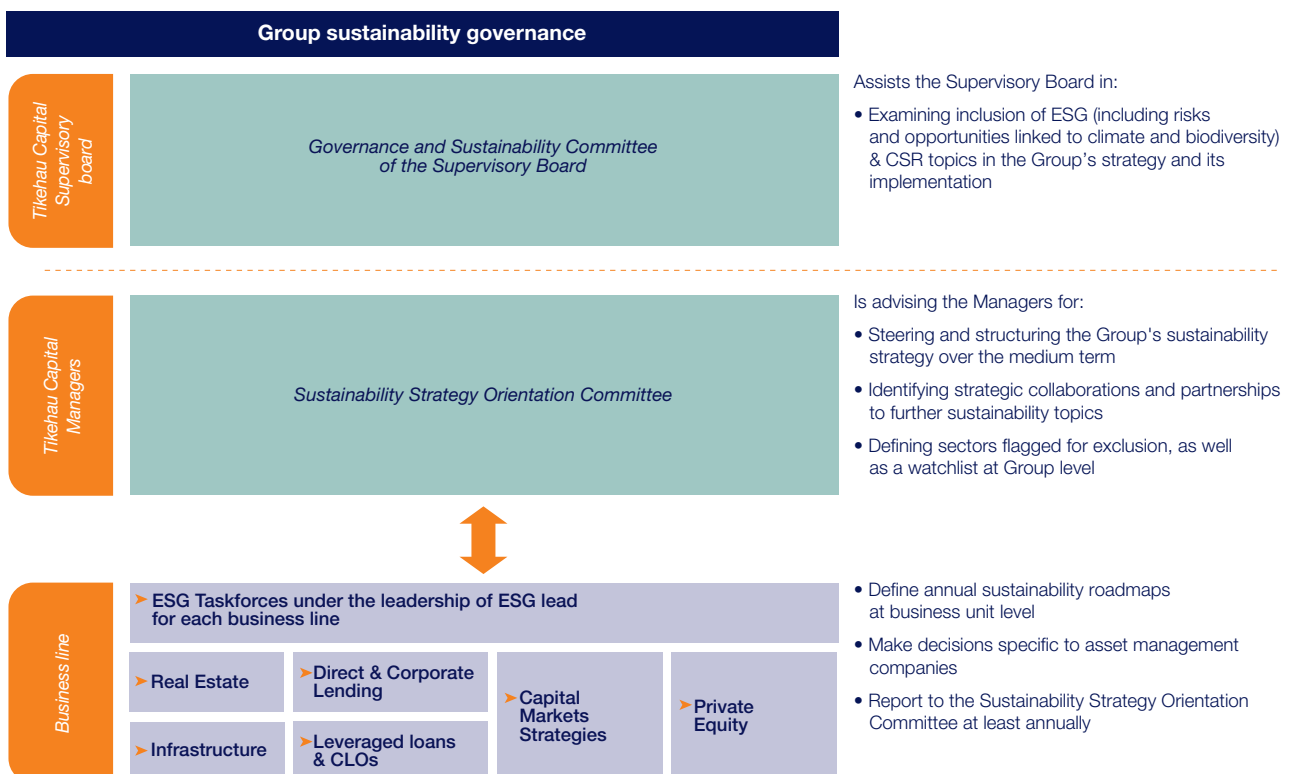 Group sustainability governance
Tikehau Capital
Supervisory
board
Governance and Sustainability Committee
of the Supervisory Board
Assists the Supervisory Board in:
• Examining inclusion of ESG (including risks
and opportunities linked to climate and biodiversity)
& CSR topics in the Group’s strategy and its
implementation
Tikehau Capital
Managers
Sustainability Strategy Orientation Committee
Is advising the Managers for:
• Steering and structuring the Group's sustainability
strategy over the medium term
• Identifying strategic collaborations and partnerships
to further sustainability topics
• Defining sectors flagged for exclusion, as well
as a watchlist at Group level
Business line
➤ ESG Taskforces under the leadership of ESG lead
for each business line
➤ Real Estate
➤ Infrastructure
➤ Direct & Corporate
Lending
➤ Leveraged loans
& CLOs
➤ Capital
Markets
Strategies
➤ Private
Equity
• Define annual sustainability roadmaps
at business unit level
• Make decisions specific to asset management
companies
• Report to the Sustainability Strategy Orientation
Committee at least annually